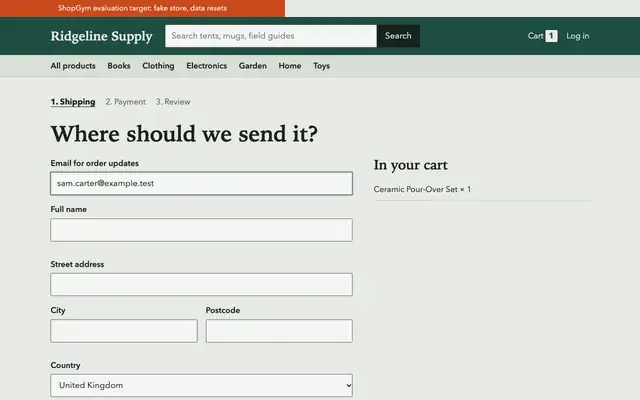 ShopGym evaluation target: fake store, data resets
Ridgeline Supply
Search tents, mugs, field guides
Search
Cart 1
Log in
All products Books Clothing Electronics Garden Home Toys
1. Shipping 2. Payment 3. Review
Where should we send it?
Email for order updates
sam.carter@example.test
Full name
Street address
City Postcode
Country
United Kingdom
In your cart
Ceramic Pour-Over Set × 1